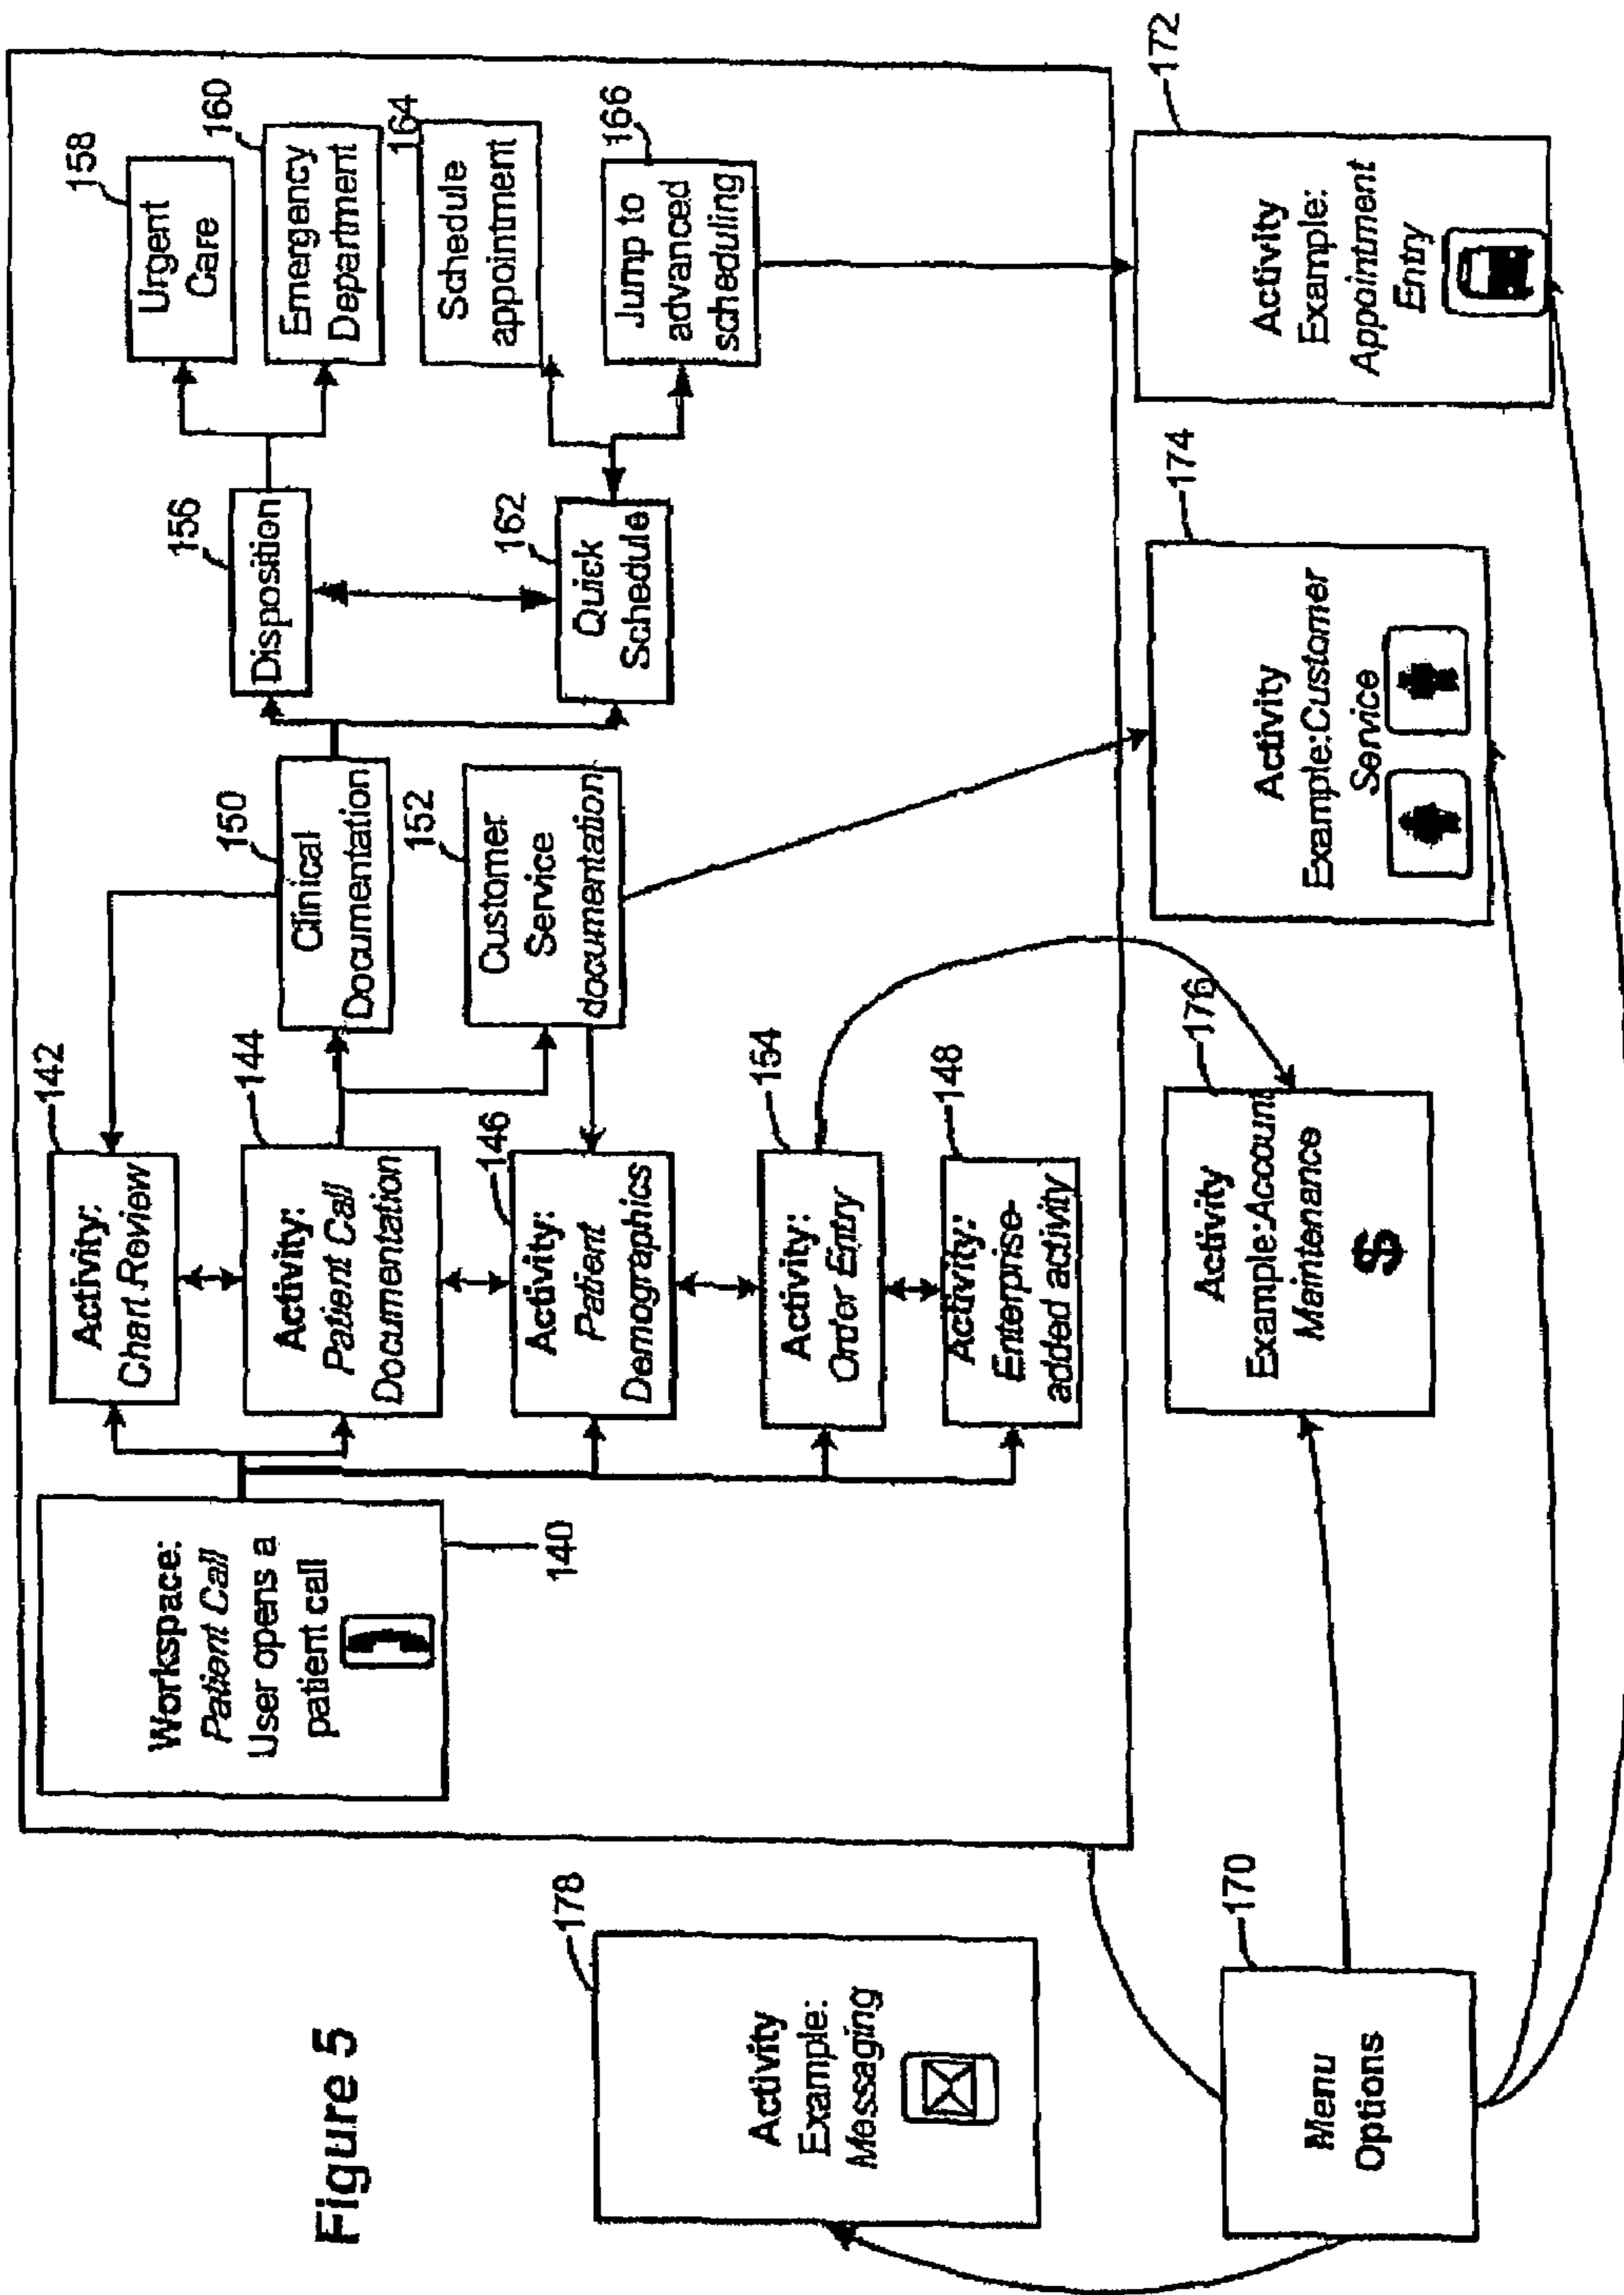 Figure 5
Workspace:
Patient Call
User opens a
patient call
140
142
Activity:
Chart Review
144
Activity:
Patient Call
Documentation
146
Activity:
Patient
Demographics
154
Activity:
Order Entry
148
Activity:
Enterprise-
added activity
150
Clinical
Documentation
152
Customer
Service
documentation
156
Disposition
162
Quick
Schedule
158
Urgent
Care
160
Emergency
Department
164
Schedule
appointment
166
Jump to
advanced
scheduling
178
Activity
Example:
Messaging
170
Menu
Options
176
Activity
Example:Account
Maintenance
$
174
Activity
Example:Customer
Service
172
Activity
Example:
Appointment
Entry